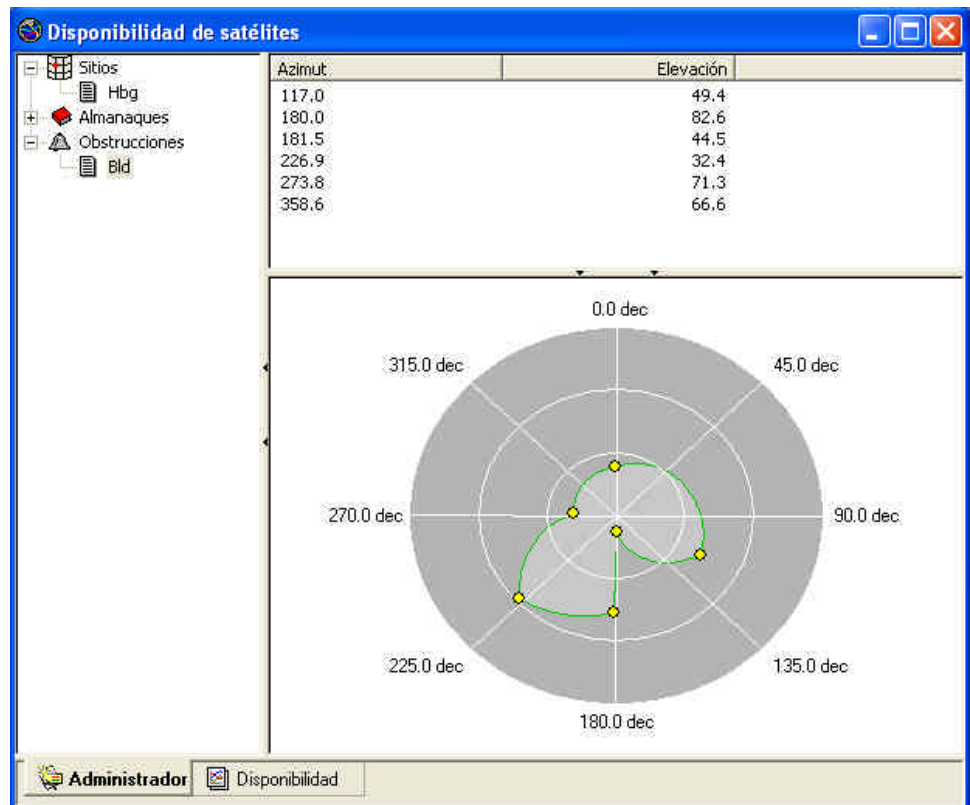 Disponibilidad de satélites
Sitios
Hbg
Almanaques
Obstrucciones
Bld
Azimut Elevación
117.0 49.4
180.0 82.6
181.5 44.5
226.9 32.4
273.8 71.3
358.6 66.6
0.0 dec
315.0 dec 45.0 dec
270.0 dec 90.0 dec
225.0 dec 135.0 dec
180.0 dec
Administrador Disponibilidad